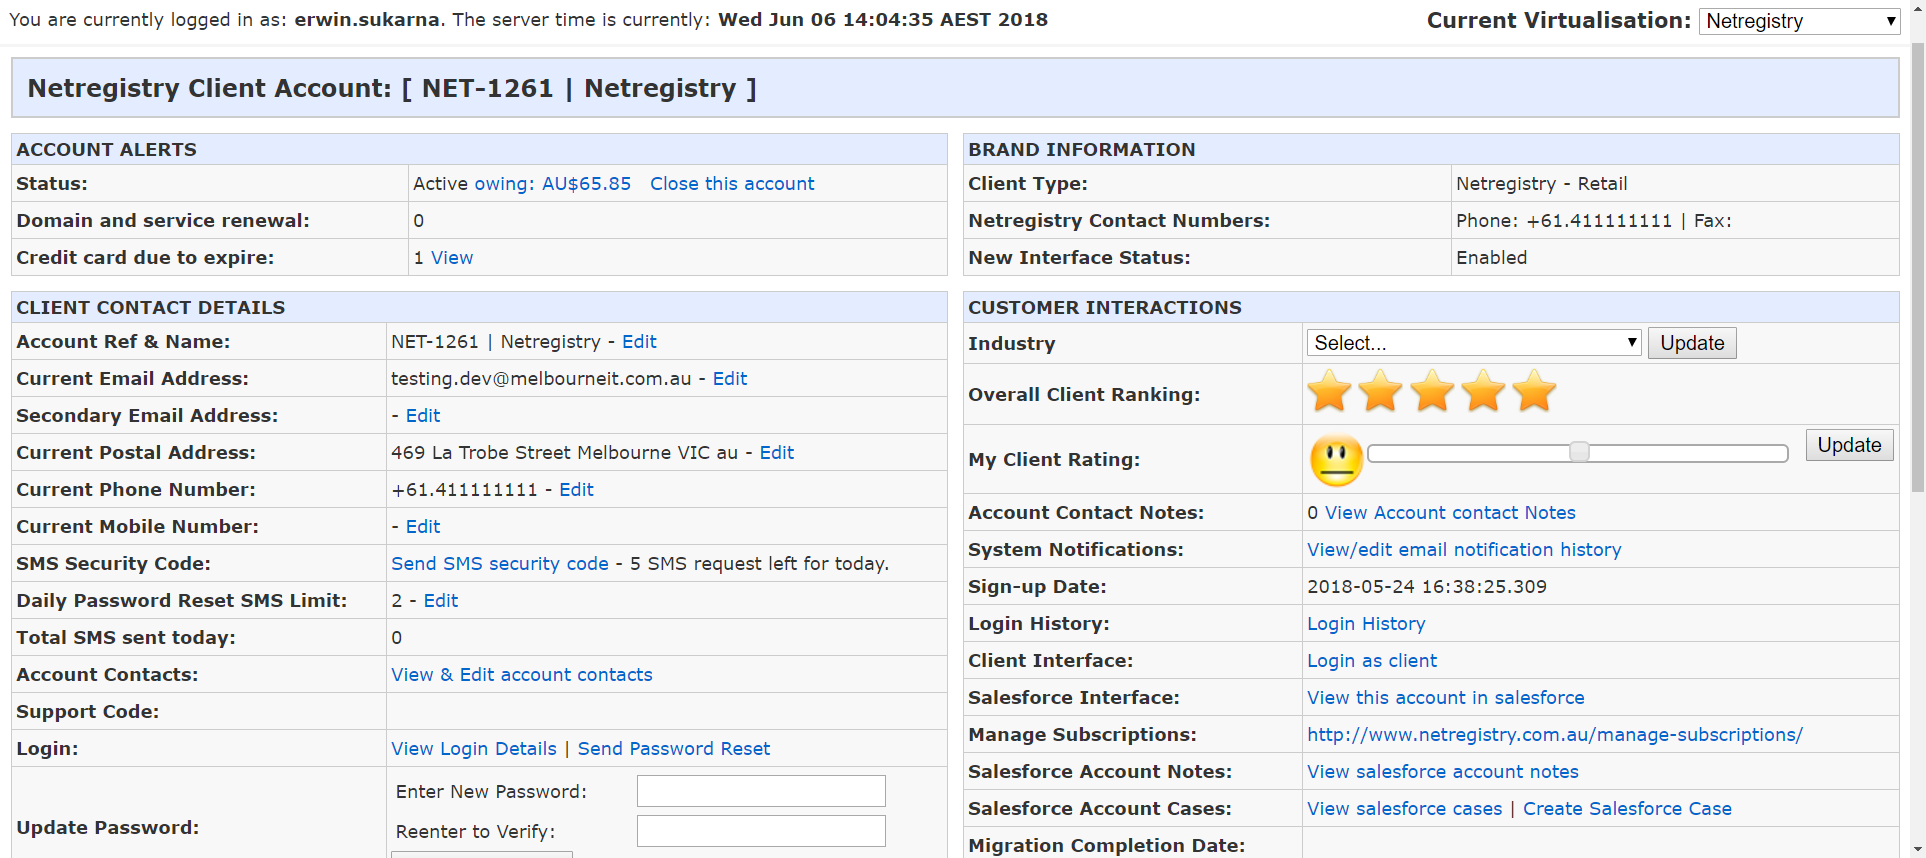 You are currently logged in as: erwin.sukarna. The server time is currently: Wed Jun 06 14:04:35 AEST 2018
Current Virtualisation: Netregistry
Netregistry Client Account: [ NET-1261 | Netregistry ]
ACCOUNT ALERTS
Status: Active owing: AU$65.85 Close this account
Domain and service renewal: 0
Credit card due to expire: 1 View
BRAND INFORMATION
Client Type: Netregistry - Retail
Netregistry Contact Numbers: Phone: +61.411111111 | Fax:
New Interface Status: Enabled
CLIENT CONTACT DETAILS
Account Ref & Name: NET-1261 | Netregistry - Edit
Current Email Address: testing.dev@melbourneit.com.au - Edit
Secondary Email Address: - Edit
Current Postal Address: 469 La Trobe Street Melbourne VIC au - Edit
Current Phone Number: +61.411111111 - Edit
Current Mobile Number: - Edit
SMS Security Code: Send SMS security code - 5 SMS request left for today.
Daily Password Reset SMS Limit: 2 - Edit
Total SMS sent today: 0
Account Contacts: View & Edit account contacts
Support Code:
Login: View Login Details | Send Password Reset
Update Password:
Enter New Password:
Reenter to Verify:
CUSTOMER INTERACTIONS
Industry Select... Update
Overall Client Ranking:
My Client Rating: Update
Account Contact Notes: 0 View Account contact Notes
System Notifications: View/edit email notification history
Sign-up Date: 2018-05-24 16:38:25.309
Login History: Login History
Client Interface: Login as client
Salesforce Interface: View this account in salesforce
Manage Subscriptions: http://www.netregistry.com.au/manage-subscriptions/
Salesforce Account Notes: View salesforce account notes
Salesforce Account Cases: View salesforce cases | Create Salesforce Case
Migration Completion Date: